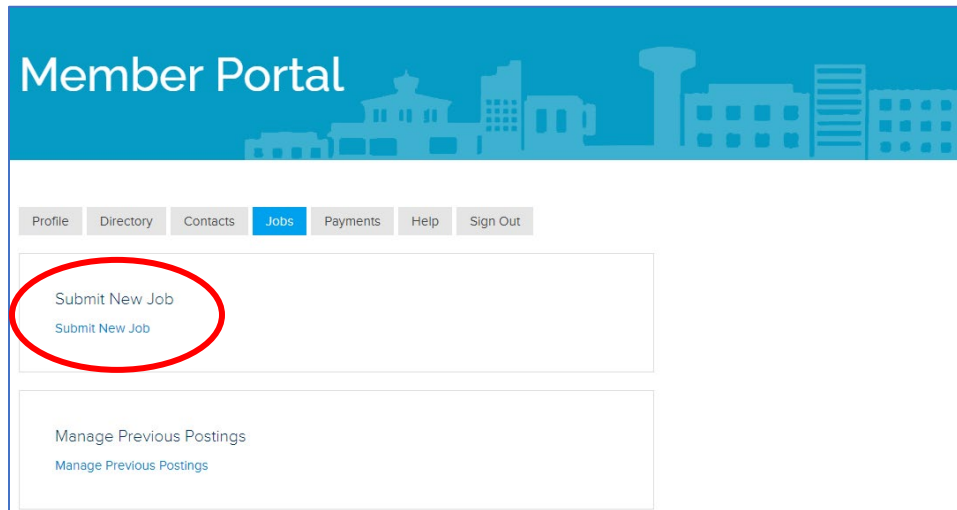 Member Portal
Profile Directory Contacts Jobs Payments Help Sign Out
Submit New Job
Submit New Job
Manage Previous Postings
Manage Previous Postings